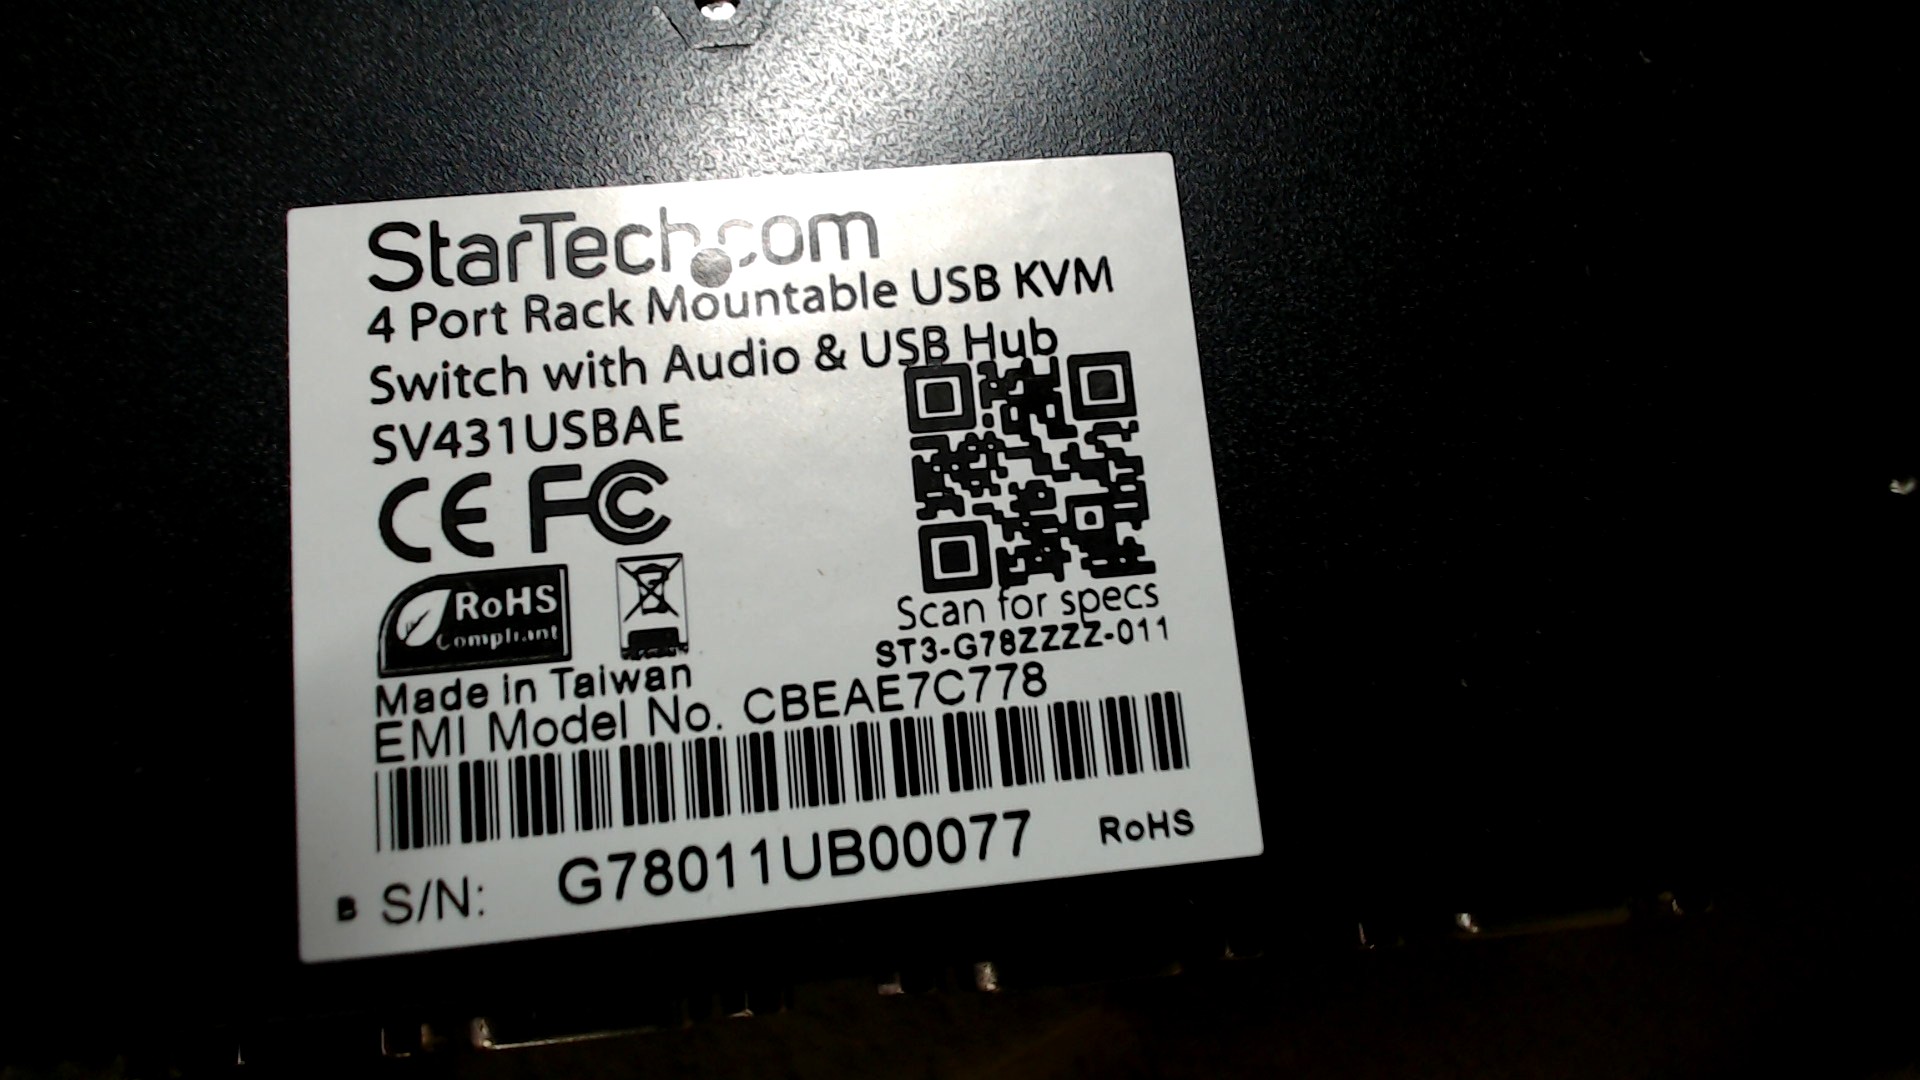 StarTech.com
4 Port Rack Mountable USB KVM
Switch with Audio & USB Hub
SV431USBAE
CE FC
RoHS
Compliant
Scan for specs
ST3-G78ZZZZ-011
Made in Taiwan
EMI Model No. CBEAE7C778
B S/N: G78011UB00077 RoHS